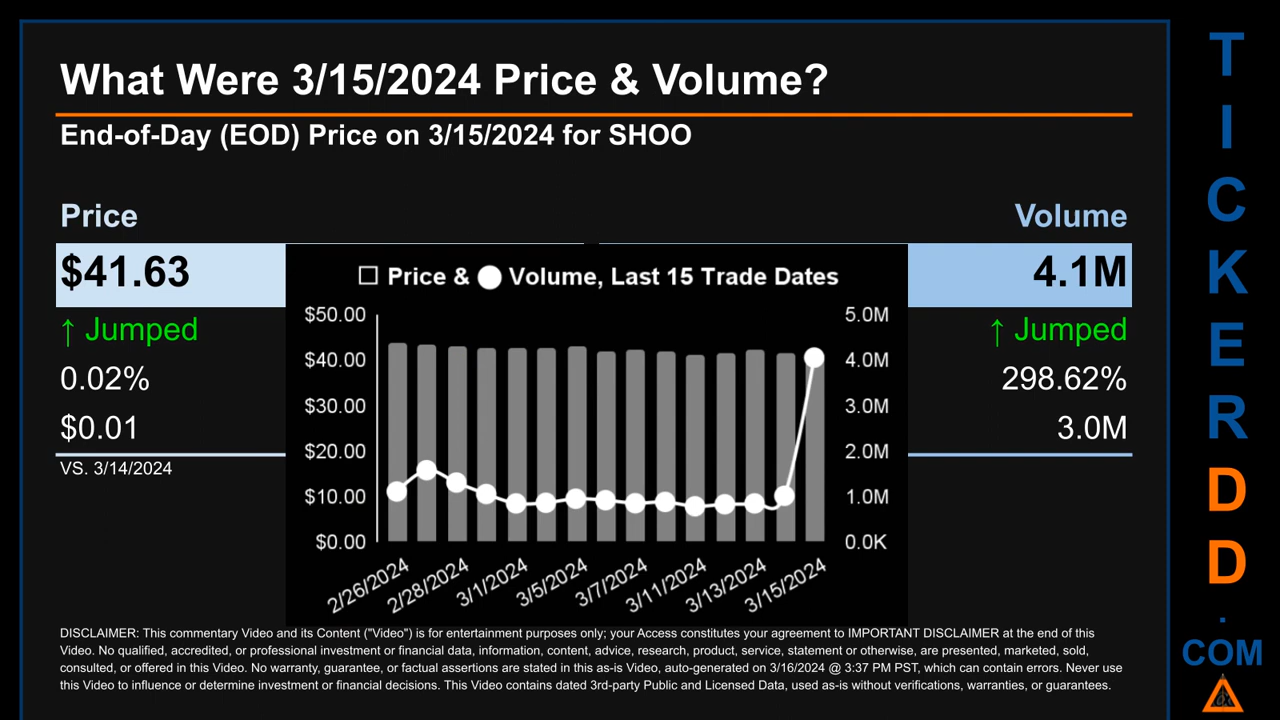 What Were 3/15/2024 Price & Volume?
End-of-Day (EOD) Price on 3/15/2024 for SHOO
Price
Volume
$41.63
4.1M
↑ Jumped
↑ Jumped
0.02%
298.62%
$0.01
3.0M
VS. 3/14/2024
Price & Volume, Last 15 Trade Dates
$50.00
5.0M
$40.00
4.0M
$30.00
3.0M
$20.00
2.0M
$10.00
1.0M
$0.00
0.0K
2/26/2024
2/28/2024
3/1/2024
3/5/2024
3/7/2024
3/11/2024
3/13/2024
3/15/2024
DISCLAIMER: This commentary Video and its Content ("Video") is for entertainment purposes only; your Access constitutes your agreement to IMPORTANT DISCLAIMER at the end of this
Video. No qualified, accredited, or professional investment or financial data, information, content, advice, research, product, service, statement or otherwise, are presented, marketed, sold,
consulted, or offered in this Video. No warranty, guarantee, or factual assertions are stated in this as-is Video, auto-generated on 3/16/2024 @ 3:37 PM PST, which can contain errors. Never use
this Video to influence or determine investment or financial decisions. This Video contains dated 3rd-party Public and Licensed Data, used as-is without verifications, warranties, or guarantees.
T
I
C
K
E
R
D
D
.
COM